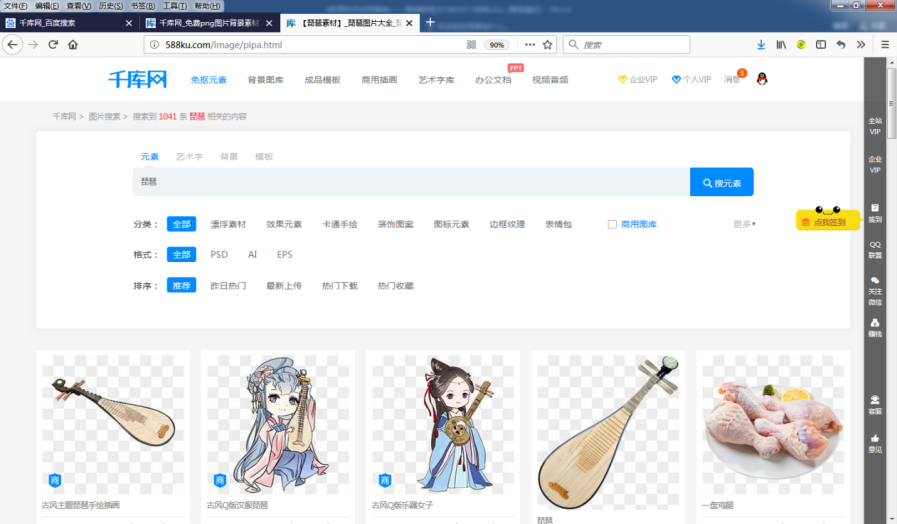 文件(F) 编辑(E) 查看(V) 历史(S) 书签(B) 工具(T) 帮助(H)
千库网_百度搜索
千库网_免费png图片背景素材
【琵琶素材】_琵琶图片大全_琵
588ku.com/image/pipa.html
90%
搜索
千库网
免抠元素
背景图库
成品模板
商用插画
艺术字库
办公文档
PPT
视频音频
企业VIP
个人VIP
消息
5
千库网 > 图片搜索 > 搜索到 1041 条 琵琶 相关的内容
元素 艺术字 背景 模板
琵琶
搜元素
分类： 全部 漂浮素材 效果元素 卡通手绘 装饰图案 图标元素 边框纹理 表情包 商用图库 更多
格式： 全部 PSD AI EPS
排序： 推荐 昨日热门 最新上传 热门下载 热门收藏
全站
VIP
企业
VIP
点我签到
签到
QQ
联盟
关注
微信
赚钱
客服
意见
商
古风主题琵琶手绘插画
商
古风Q版汉服琵琶
商
古风Q版乐器女子
琵琶
一盘鸡腿